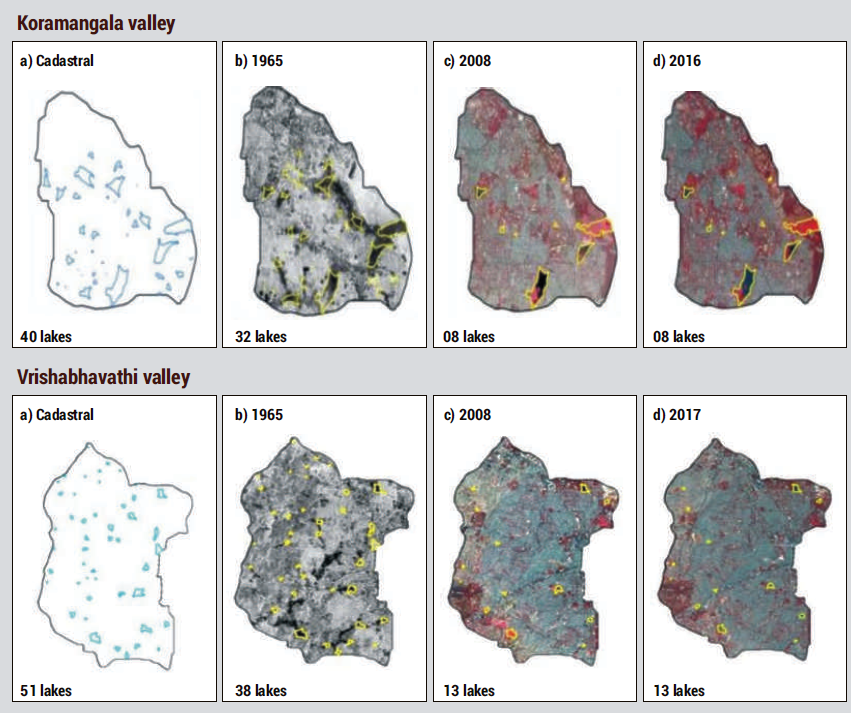 Koramangala valley
a) Cadastral
b) 1965
c) 2008
d) 2016
40 lakes
32 lakes
08 lakes
08 lakes
Vrishabhavathi valley
a) Cadastral
b) 1965
c) 2008
d) 2017
51 lakes
38 lakes
13 lakes
13 lakes